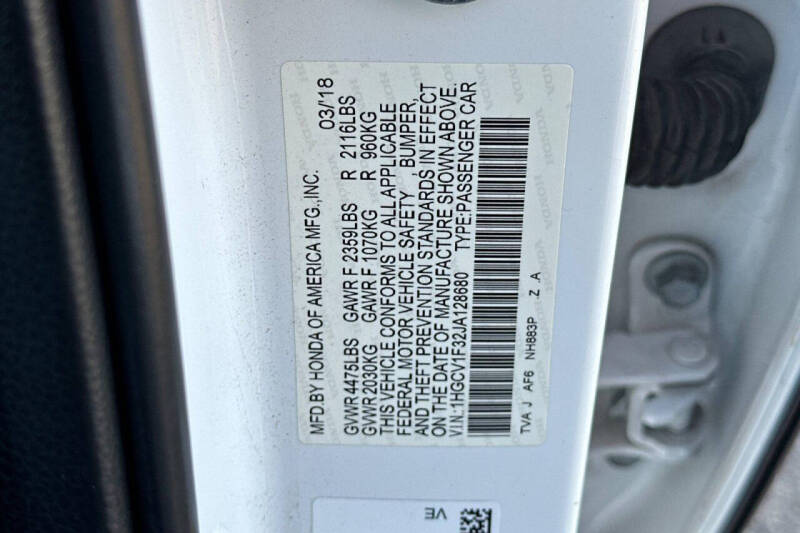 MFD.BY HONDA OF AMERICA MFG.,INC. 03/'18
GVWR 4475LBS GAWR F 2359LBS R 2116LBS
GVWR 2030KG GAWR F 1070KG R 960KG
THIS VEHICLE CONFORMS TO ALL APPLICABLE
FEDERAL MOTOR VEHICLE SAFETY , BUMPER,
AND THEFT PREVENTION STANDARDS IN EFFECT
ON THE DATE OF MANUFACTURE SHOWN ABOVE.
V.I.N.:1HGCV1F32JA128680 TYPE:PASSENGER CAR
TVA J AF6 NH883P Z A
VE